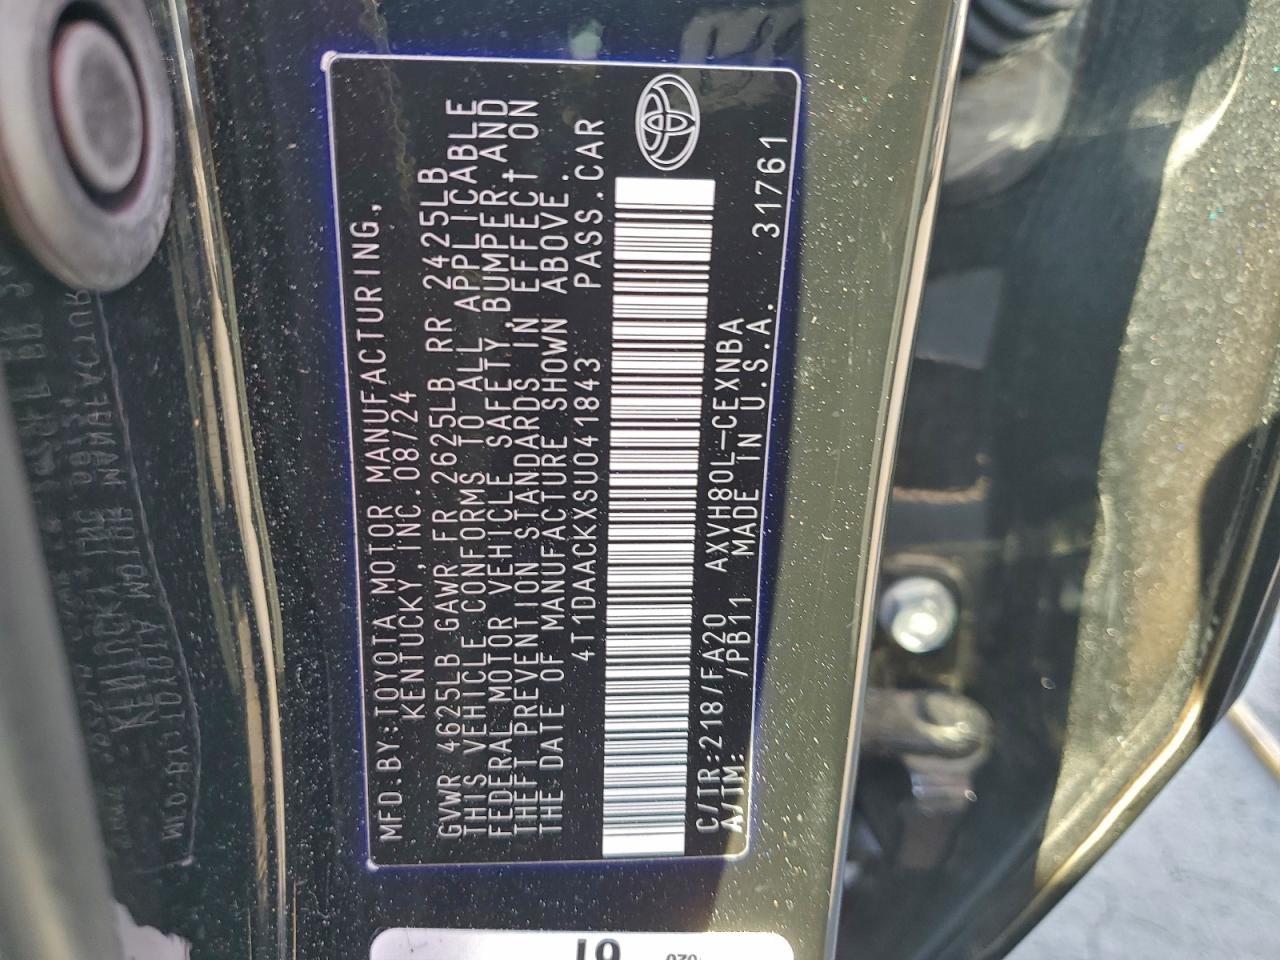 MFD.BY:TOYOTA MOTOR MANUFACTURING,
KENTUCKY,INC.08/24
GVWR 4625LB GAWR FR 2625LB RR 2425LB
THIS VEHICLE CONFORMS TO ALL APPLICABLE
FEDERAL MOTOR VEHICLE SAFETY,BUMPER AND
THEFT PREVENTION STANDARDS IN EFFECT ON
THE DATE OF MANUFACTURE SHOWN ABOVE.
4T1DAACKXSU041843 PASS.CAR
C/TR:218/FA20 AXVH80L-CEXNBA
A/TM: /PB11 MADE IN U.S.A. 31761